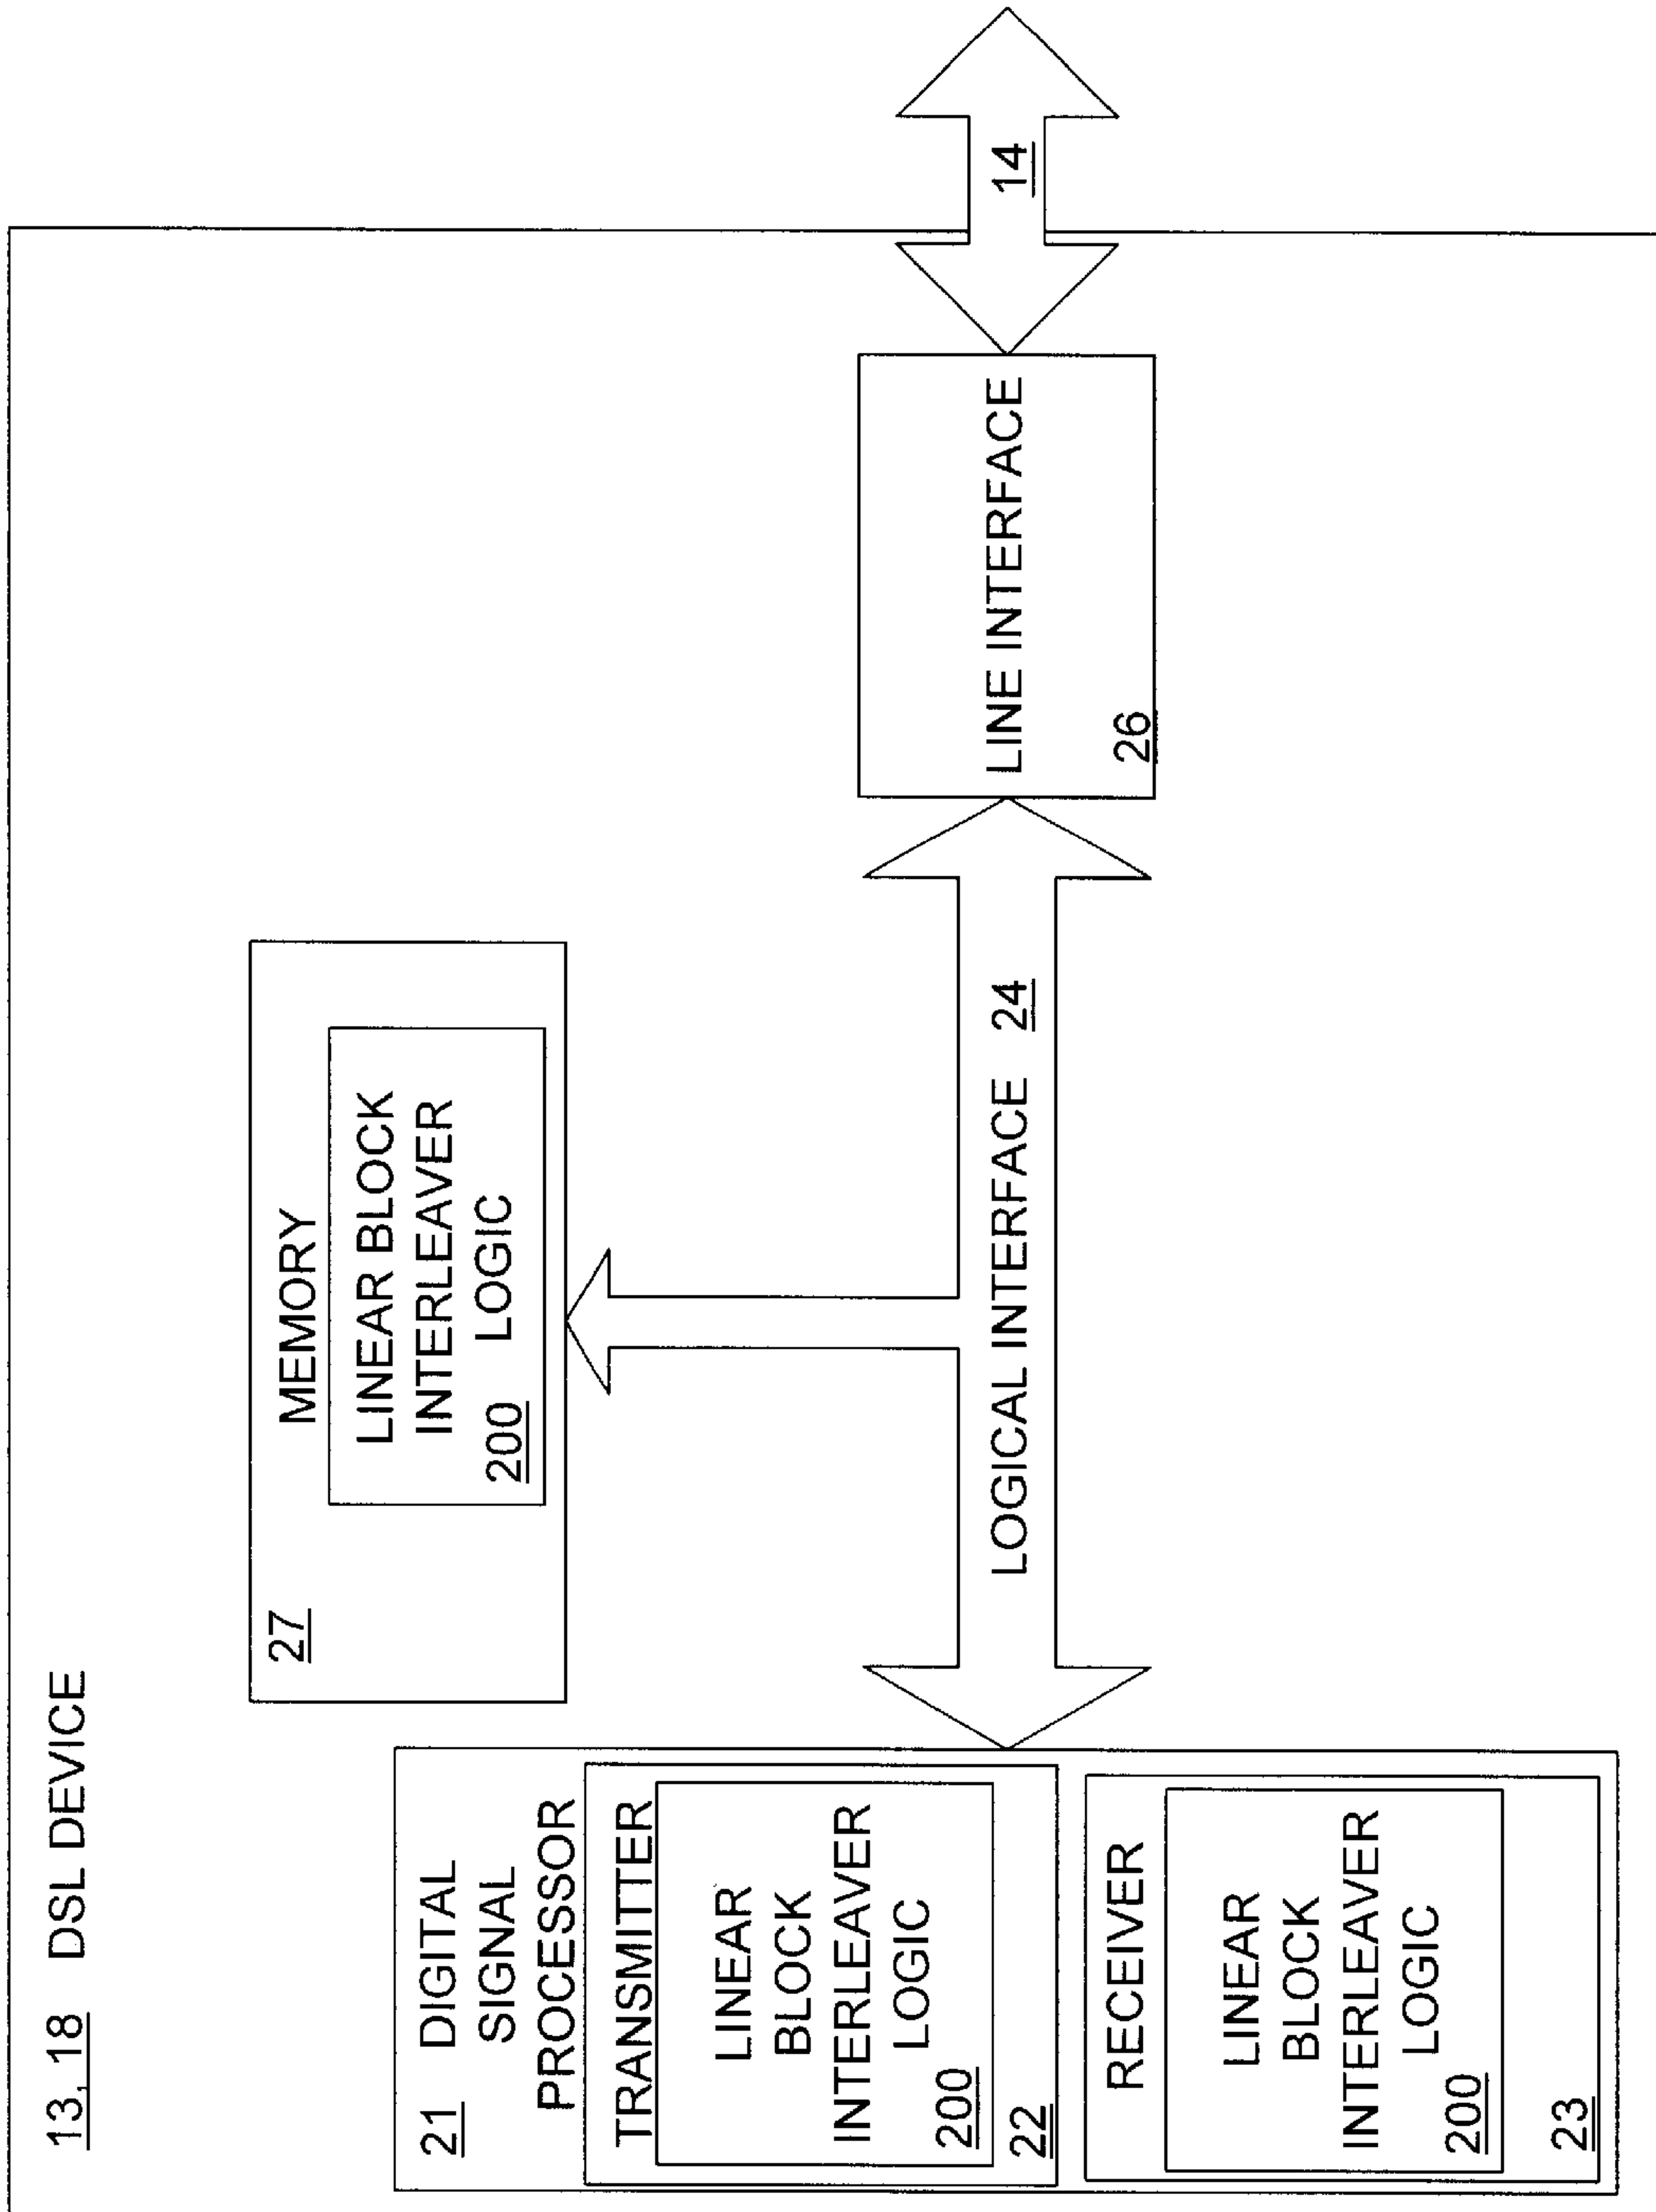 13, 18 DSL DEVICE
27
MEMORY
LINEAR BLOCK
INTERLEAVER
200 LOGIC
21 DIGITAL
SIGNAL
PROCESSOR
TRANSMITTER
LINEAR
BLOCK
INTERLEAVER
LOGIC
200
22
RECEIVER
LINEAR
BLOCK
INTERLEAVER
LOGIC
200
23
LOGICAL INTERFACE 24
LINE INTERFACE
26
14